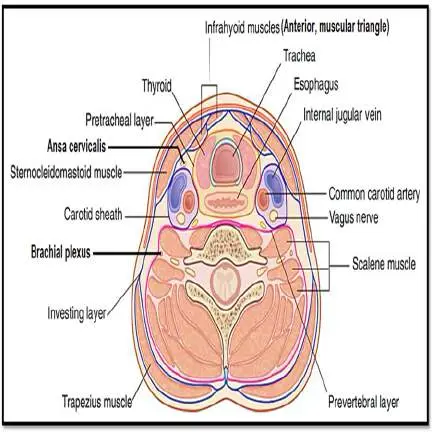 Infrahyoid muscles(Anterior, muscular triangle)
Trachea
Thyroid
Esophagus
Pretracheal layer
Internal jugular vein
Ansa cervicalis
Sternocleidomastoid muscle
Common carotid artery
Carotid sheath
Vagus nerve
Brachial plexus
Scalene muscle
Investing layer
Trapezius muscle
Prevertebral layer